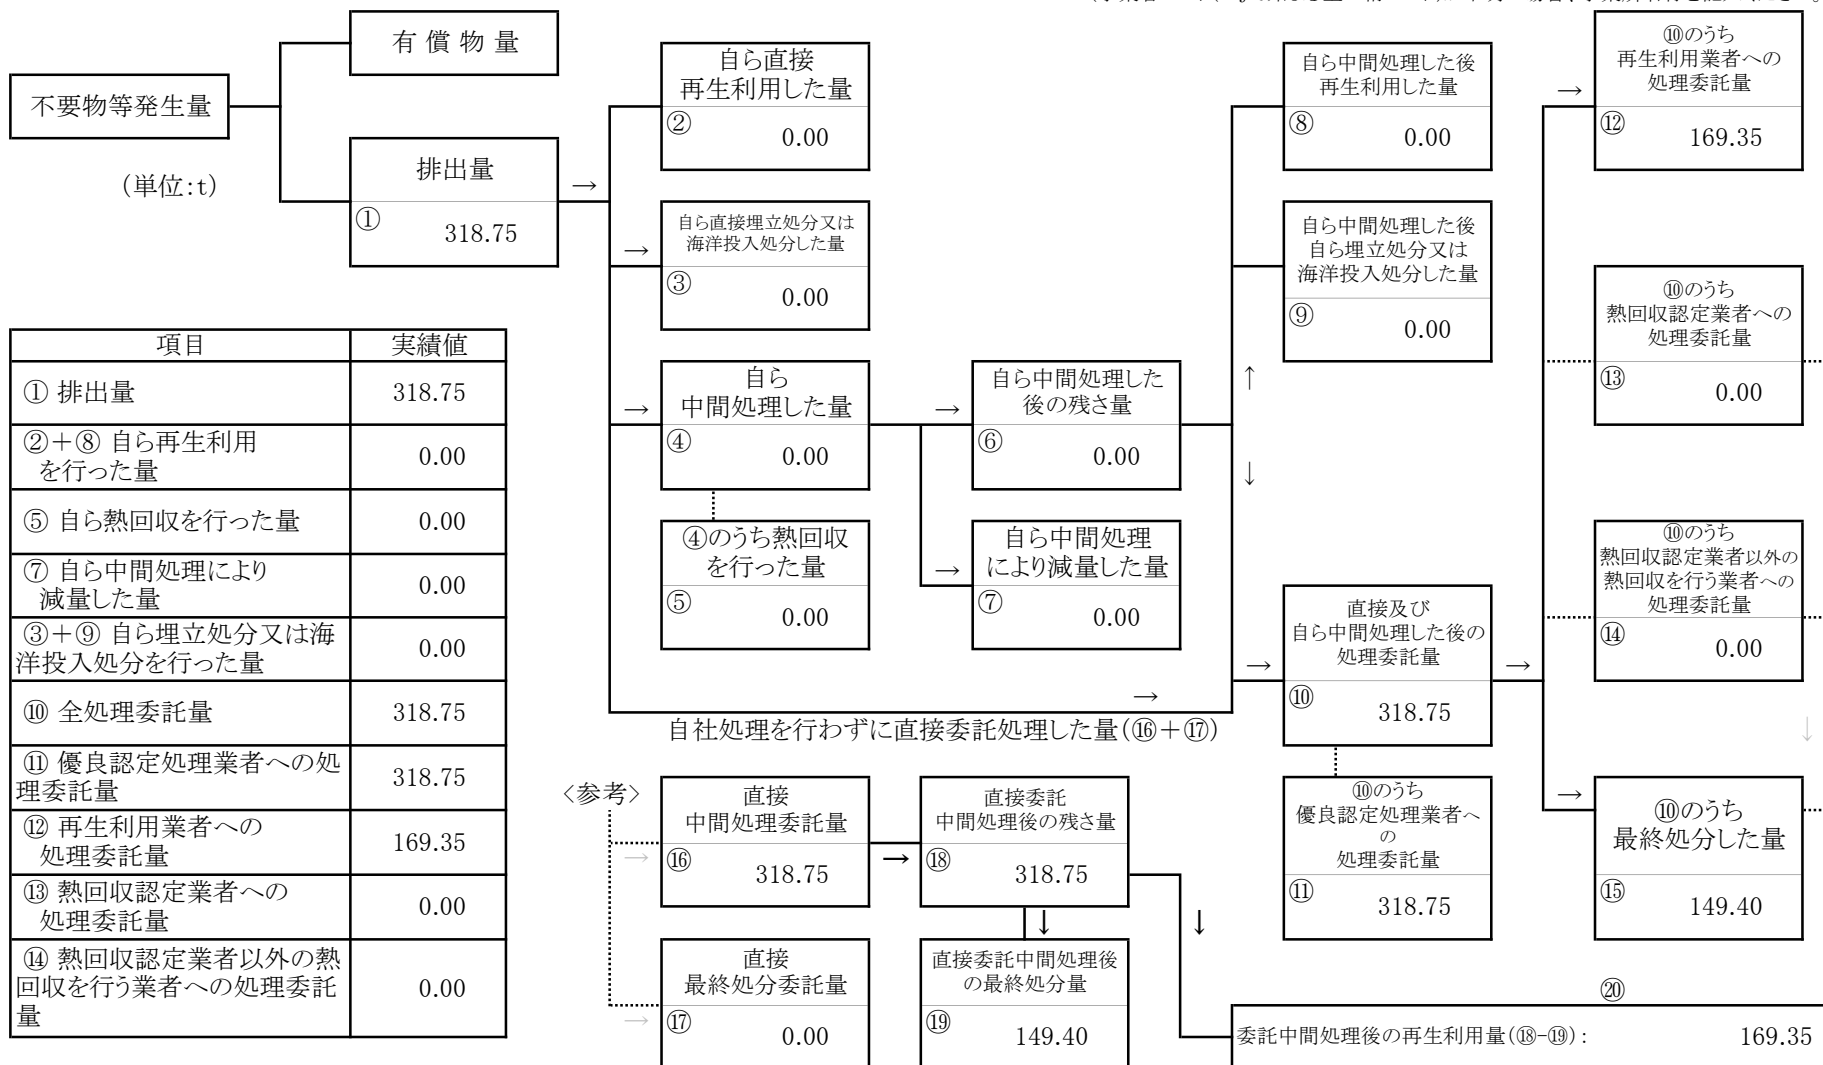 有 償 物 量
不要物等発生量
(単位:t)
排出量
→
①
318.75
自ら直接
再生利用した量
②
0.00
→
自ら直接埋立処分又は
海洋投入処分した量
③
0.00
→
自ら
中間処理した量
④
0.00
④のうち熱回収
を行った量
⑤
0.00
→
自ら中間処理した
後の残さ量
⑥
0.00
→
自ら中間処理
により減量した量
⑦
0.00
自ら中間処理した後
再生利用した量
⑧
0.00
自ら中間処理した後
自ら埋立処分又は
海洋投入処分した量
⑨
0.00
↑
↓
→
自社処理を行わずに直接委託処理した量(⑯+⑰)
→
直接及び
自ら中間処理した後の
処理委託量
⑩
318.75
⑩のうち
優良認定処理業者へ
の
処理委託量
⑪
318.75
→
→
⑩のうち
再生利用業者への
処理委託量
⑫
169.35
⑩のうち
熱回収認定業者への
処理委託量
⑬
0.00
⑩のうち
熱回収認定業者以外の
熱回収を行う業者への
処理委託量
⑭
0.00
↓
→
⑩のうち
最終処分した量
⑮
149.40
項目 実績値
① 排出量 318.75
②+⑧ 自ら再生利用
を行った量 0.00
⑤ 自ら熱回収を行った量 0.00
⑦ 自ら中間処理により
減量した量 0.00
③+⑨ 自ら埋立処分又は海
洋投入処分を行った量 0.00
⑩ 全処理委託量 318.75
⑪ 優良認定処理業者への処
理委託量 318.75
⑫ 再生利用業者への
処理委託量 169.35
⑬ 熱回収認定業者への
処理委託量 0.00
⑭ 熱回収認定業者以外の熱
回収を行う業者への処理委託
量 0.00
〈参考〉
→
直接
中間処理委託量
⑯
318.75
→
直接委託
中間処理後の残さ量
⑱
318.75
↓
↓
→
直接
最終処分委託量
⑰
0.00
直接委託中間処理後
の最終処分量
⑲
149.40
⑳
委託中間処理後の再生利用量(⑱-⑲): 169.35